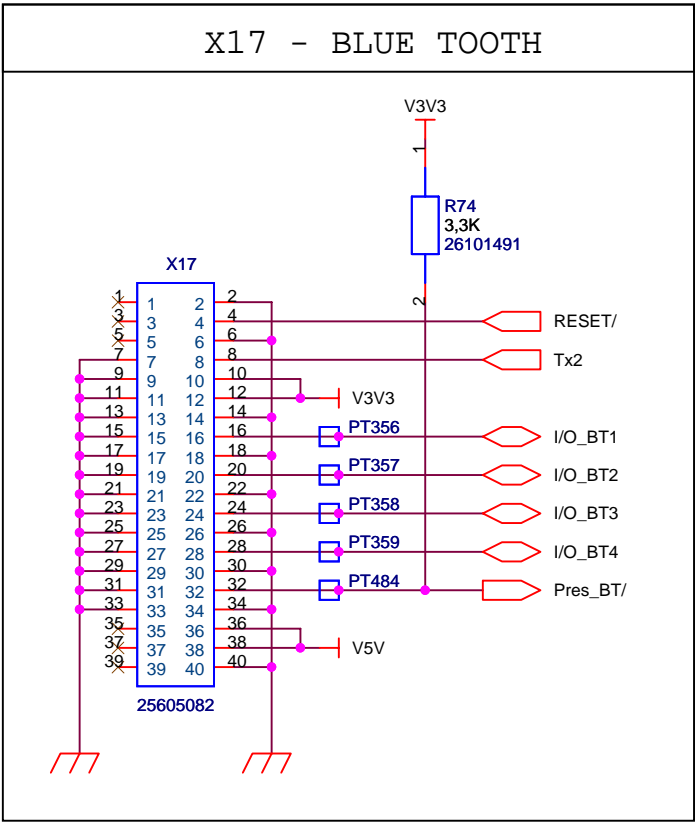 X17 - BLUE TOOTH
V3V3
1
R74
3,3K
26101491
2
X17
1 1 2 2
3 3 4 4 RESET/
5 5 6 6
7 7 8 8 Tx2
9 9 10 10
11 11 12 12 V3V3
13 13 14 14
15 15 16 16 PT356 I/O_BT1
17 17 18 18
19 19 20 20 PT357 I/O_BT2
21 21 22 22
23 23 24 24 PT358 I/O_BT3
25 25 26 26
27 27 28 28 PT359 I/O_BT4
29 29 30 30
31 31 32 32 PT484 Pres_BT/
33 33 34 34
35 35 36 36
37 37 38 38 V5V
39 39 40 40
25605082